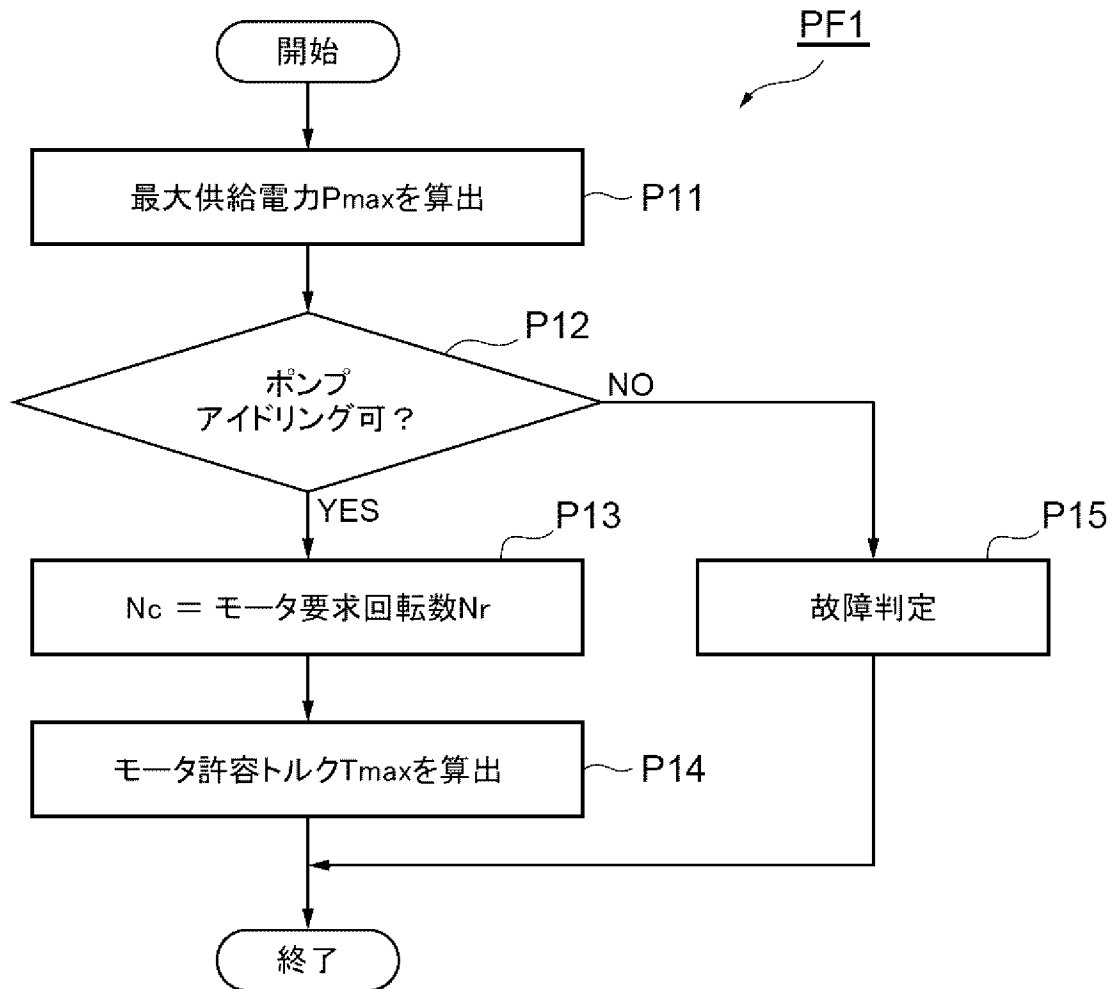 PF1
開始
最大供給電力Pmaxを算出
P11
P12
ポンプ
アイドリング可？
NO
YES
P13
P15
Nc ＝ モータ要求回転数Nr
故障判定
モータ許容トルクTmaxを算出
P14
終了